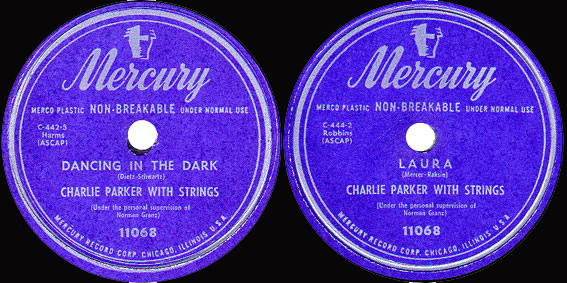 Mercury
MERCO PLASTIC NON-BREAKABLE UNDER NORMAL USE
C-442-5
Harms
(ASCAP)
DANCING IN THE DARK
(Dietz-Schwartz)
CHARLIE PARKER WITH STRINGS
(Under the personal supervision of
Norman Granz)
11068
MERCURY RECORD CORP. CHICAGO, ILLINOIS U.S.A.
Mercury
MERCO PLASTIC NON-BREAKABLE UNDER NORMAL USE
C-444-2
Robbins
(ASCAP)
LAURA
(Mercer-Raksin)
CHARLIE PARKER WITH STRINGS
(Under the personal supervision of
Norman Granz)
11068
MERCURY RECORD CORP. CHICAGO, ILLINOIS, U.S.A.